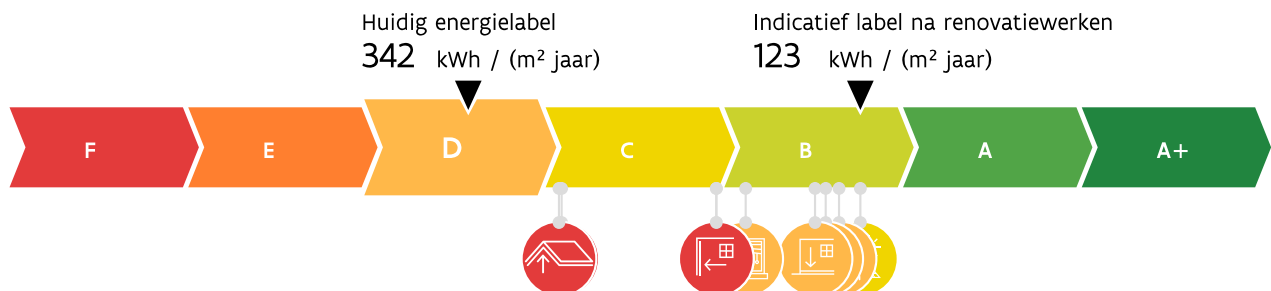 Huidig energielabel
342 kWh / (m² jaar)
Indicatief label na renovatiewerken
123 kWh / (m² jaar)
F E D C B A A+